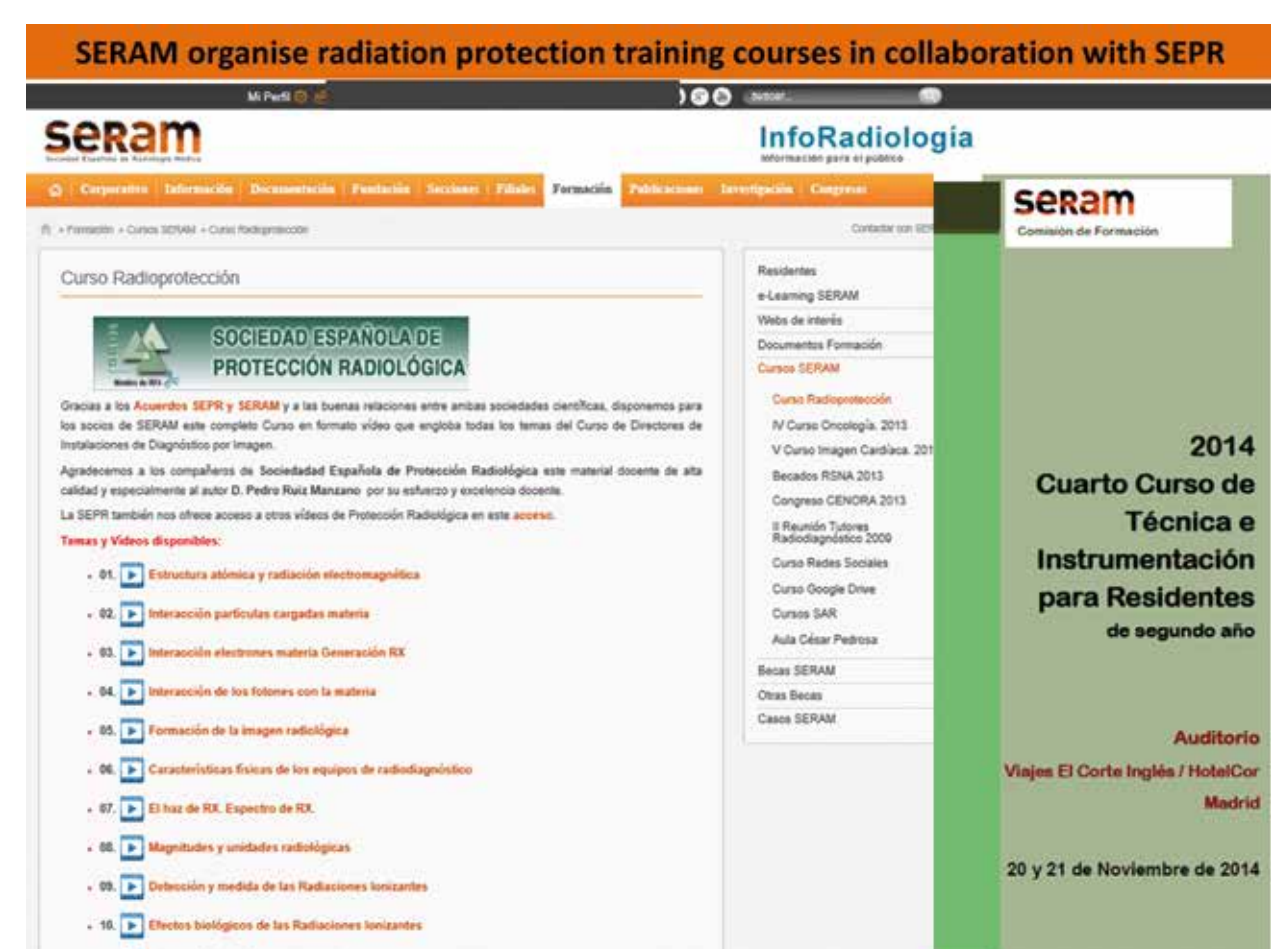 SERAM organise radiation protection training courses in collaboration with SEPR
Mi Perfil
buscar...
seram
Sociedad Española de Radiología Médica
InfoRadiología
Información para el público
Corporativo Información Documentación Fundación Secciones Filiales Formación Publicaciones Investigación Congresos
» Formación » Cursos SERAM » Curso Radioprotección
Contactar con
Curso Radioprotección
SOCIEDAD ESPAÑOLA DE
PROTECCIÓN RADIOLÓGICA
Miembro de IRPA
Gracias a los Acuerdos SEPR y SERAM y a las buenas relaciones entre ambas sociedades científicas, disponemos para
los socios de SERAM este completo Curso en formato vídeo que engloba todas los temas del Curso de Directores de
Instalaciones de Diagnóstico por Imagen.
Agradecemos a los compañeros de Sociedadad Española de Protección Radiológica este material docente de alta
calidad y especialmente al autor D. Pedro Ruiz Manzano por su esfuerzo y excelencia docente.
La SEPR también nos ofrece acceso a otros vídeos de Protección Radiológica en este acceso.
Temas y Vídeos disponibles:
01. Estructura atómica y radiación electromagnética
02. Interacción partículas cargadas materia
03. Interacción electrones materia Generación RX
04. Interacción de los fotones con la materia
05. Formación de la imagen radiológica
06. Características físicas de los equipos de radiodiagnóstico
07. El haz de RX. Espectro de RX.
08. Magnitudes y unidades radiológicas
09. Detección y medida de las Radiaciones Ionizantes
10. Efectos biológicos de las Radiaciones Ionizantes
Residentes
e-Learning SERAM
Webs de interés
Documentos Formación
Cursos SERAM
Curso Radioprotección
IV Curso Oncología. 2013
V Curso Imagen Cardíaca. 201
Becados RSNA 2013
Congreso CENORA 2013
II Reunión Tutores
Radiodiagnóstico 2009
Curso Redes Sociales
Curso Google Drive
Cursos SAR
Aula César Pedrosa
Becas SERAM
Otras Becas
Casos SERAM
seram
Comisión de Formación
2014
Cuarto Curso de
Técnica e
Instrumentación
para Residentes
de segundo año
Auditorio
Viajes El Corte Inglés / HotelCor
Madrid
20 y 21 de Noviembre de 2014